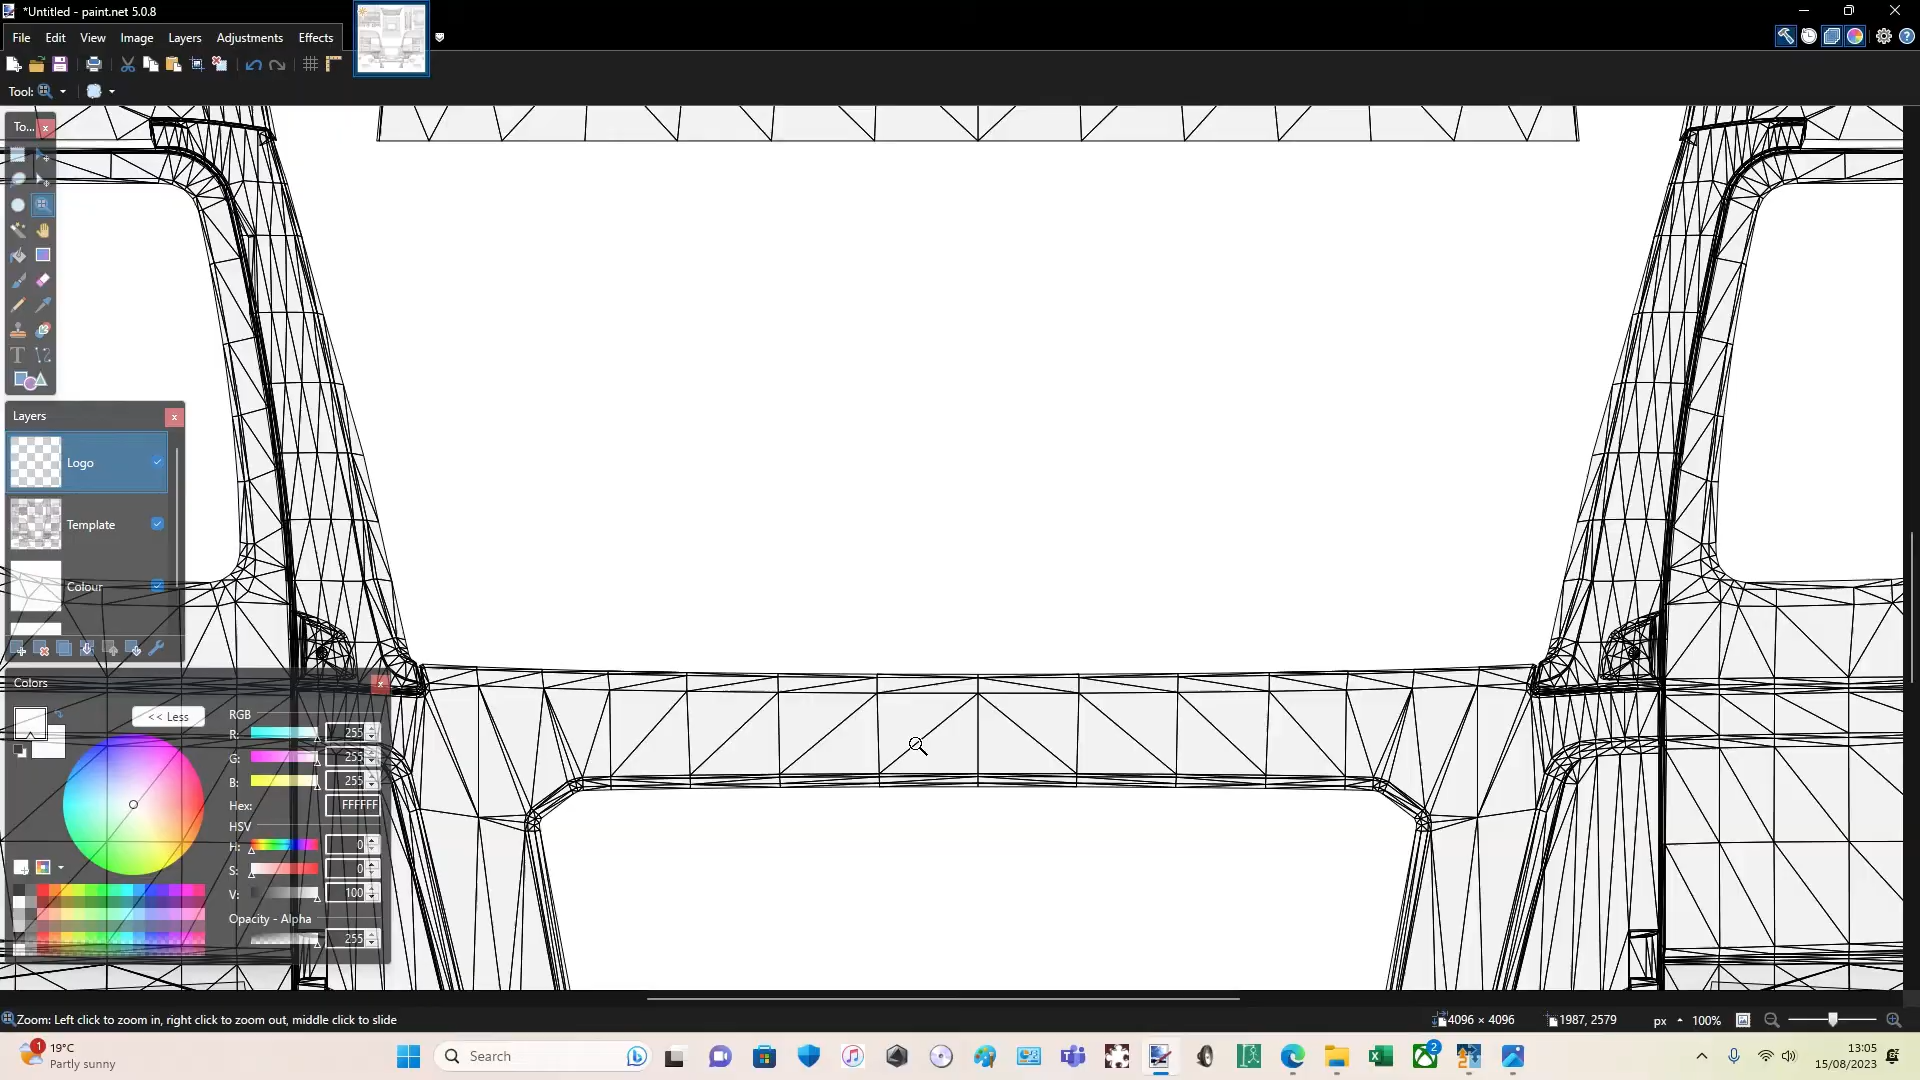 *Untitled - paint.net 5.0.8
File Edit View Image Layers Adjustments Effects
Tool:
To...
Layers
Logo
Template
Colour
Colors
<< Less
RGB
R: 255
G: 255
B: 255
Hex: FFFFFF
HSV
H: 0
S: 0
V: 100
Opacity - Alpha
255
Zoom: Left click to zoom in, right click to zoom out, middle click to slide
4096 × 4096
1987, 2579
px
100%
1
19°C
Partly sunny
Search
2
13:05
15/08/2023